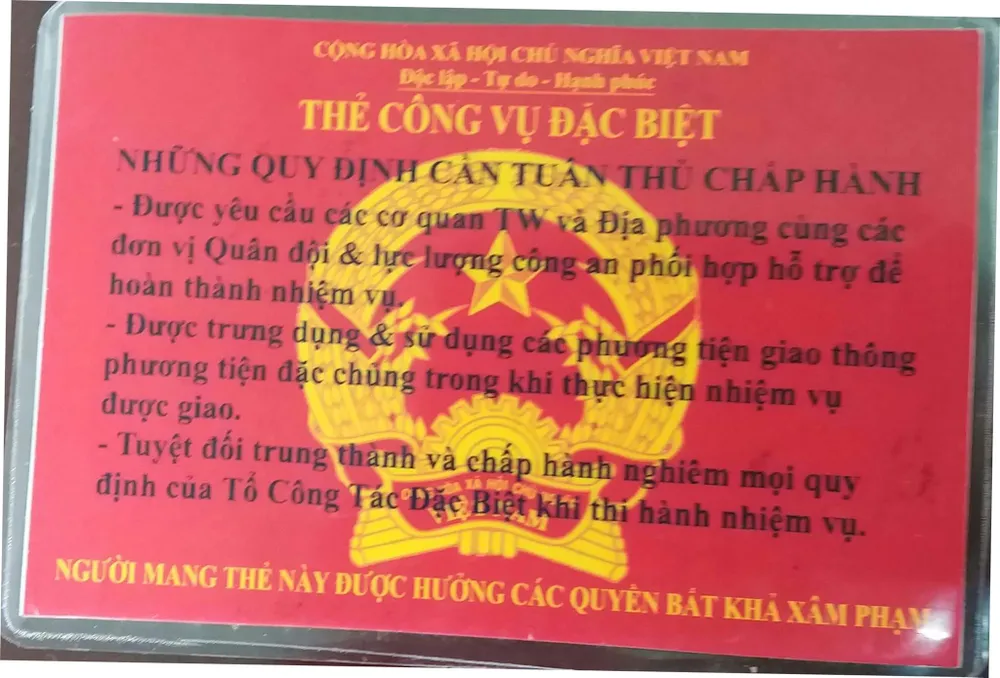 CỘNG HÒA XÃ HỘI CHỦ NGHĨA VIỆT NAM
Độc lập - Tự do - Hạnh phúc
THẺ CÔNG VỤ ĐẶC BIỆT
NHỮNG QUY ĐỊNH CẦN TUÂN THỦ CHẤP HÀNH
- Được yêu cầu các cơ quan TW và Địa phương cùng các
đơn vị Quân đội & lực lượng công an phối hợp hỗ trợ để
hoàn thành nhiệm vụ.
- Được trưng dụng & sử dụng các phương tiện giao thông
phương tiện đặc chủng trong khi thực hiện nhiệm vụ
được giao.
- Tuyệt đối trung thành và chấp hành nghiêm mọi quy
định của Tổ Công Tác Đặc Biệt khi thi hành nhiệm vụ.
NGƯỜI MANG THẺ NÀY ĐƯỢC HƯỞNG CÁC QUYỀN BẤT KHẢ XÂM PHẠM